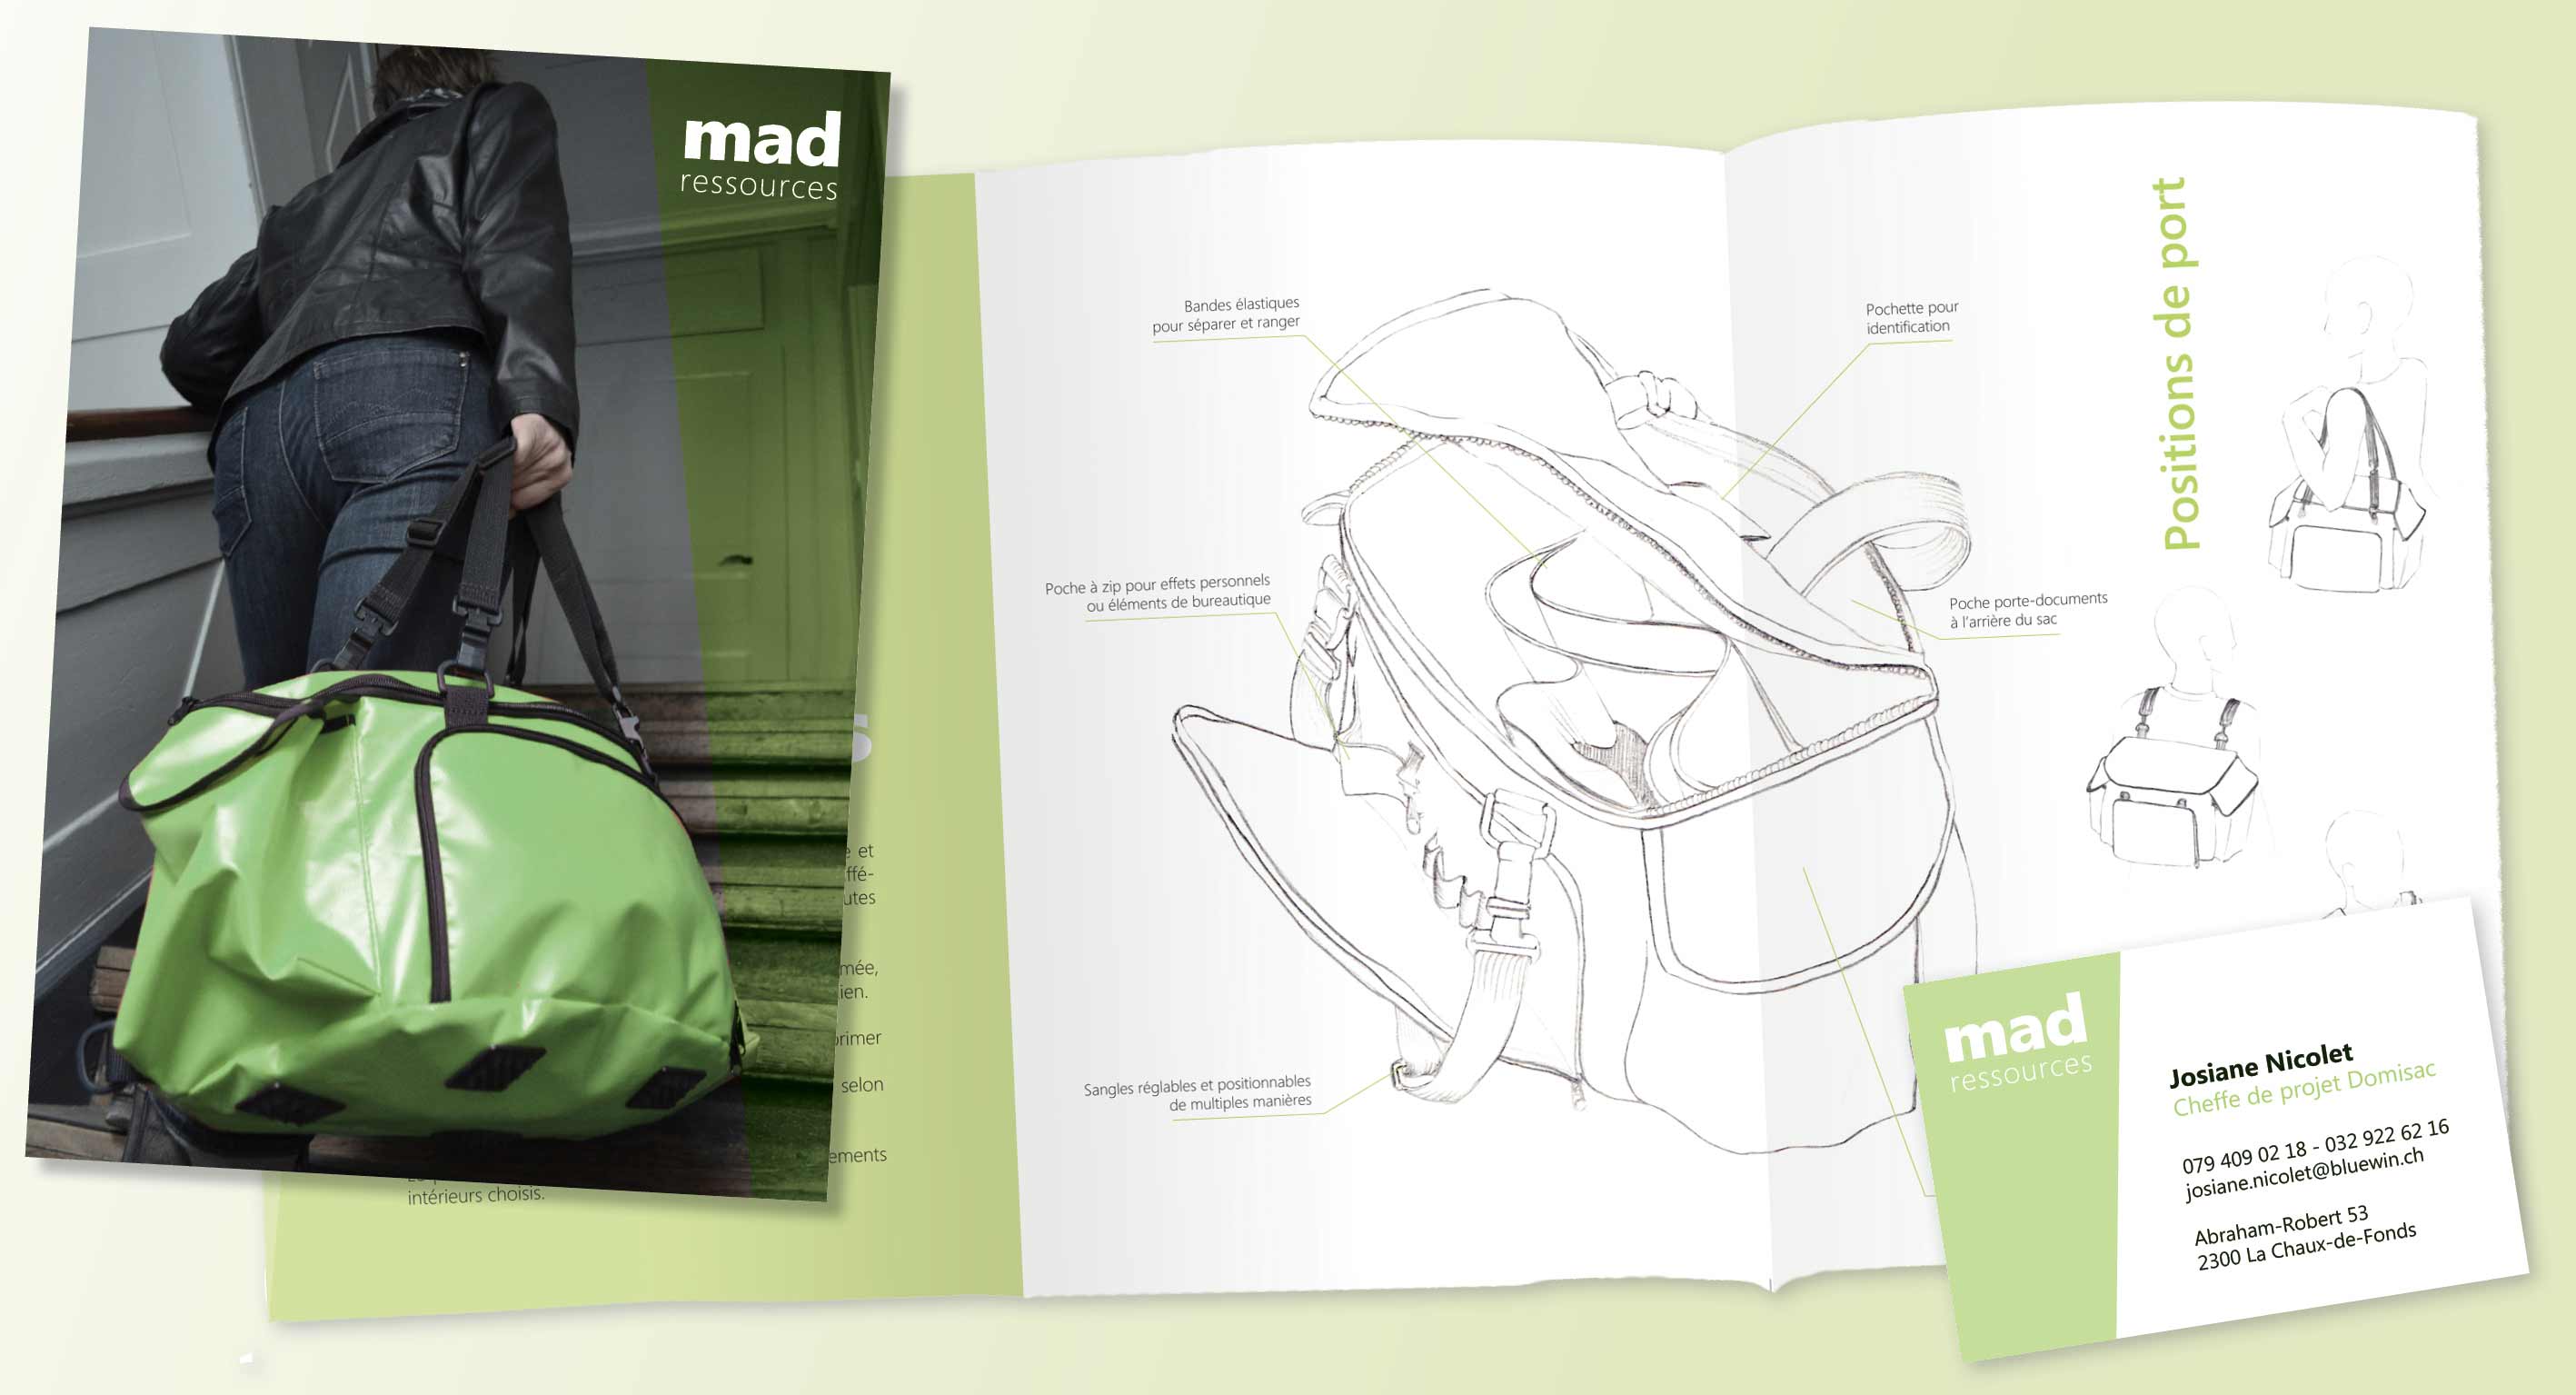 mad
ressources
et
utes
selon
intérieurs choisis.
Bandes élastiques
pour séparer et ranger
Poche à zip pour effets personnels
ou éléments de bureautique
Sangles réglables et positionnables
de multiples manières
Pochette pour
identification
Poche porte-documents
à l'arrière du sac
Positions de port
mad
ressources
Josiane Nicolet
Cheffe de projet Domisac
079 409 02 18 - 032 922 62 16
josiane.nicolet@bluewin.ch
Abraham-Robert 53
2300 La Chaux-de-Fonds